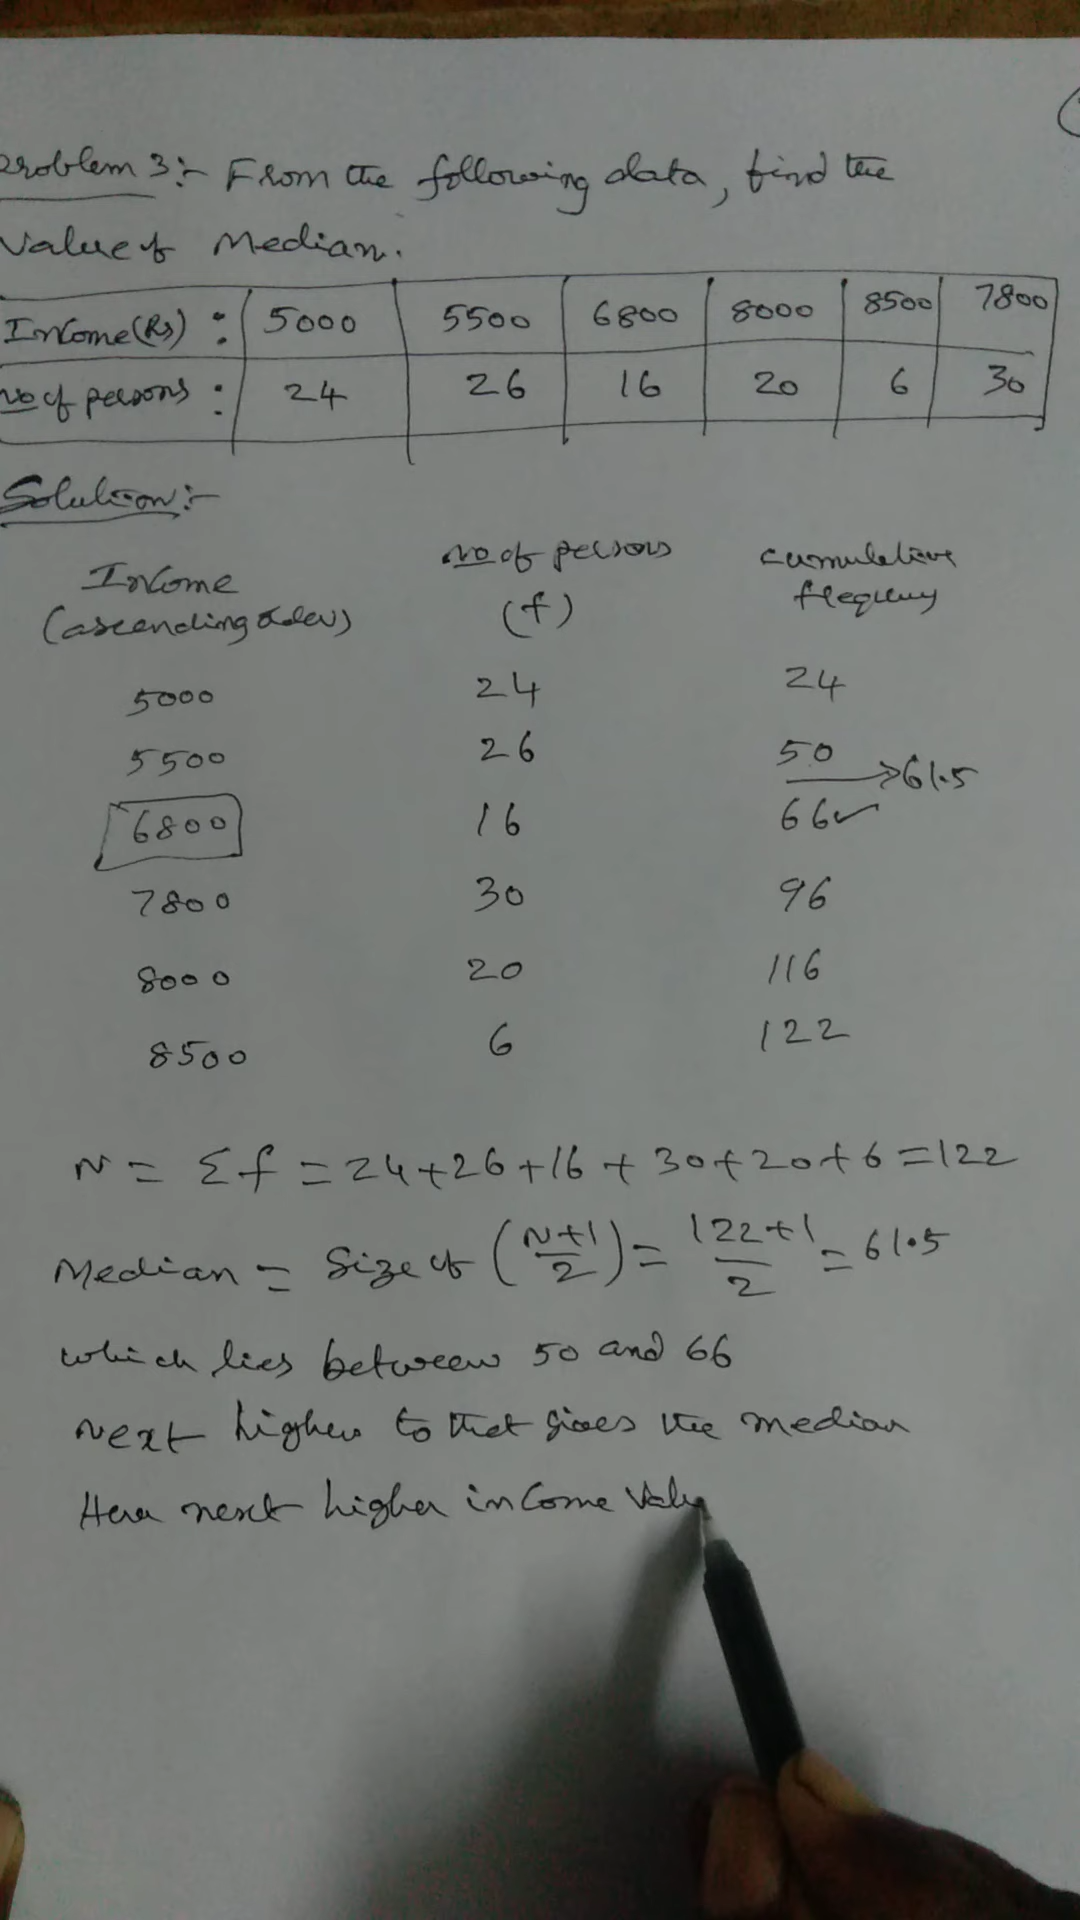 Problem 3:- From the following data, find the
Value of Median.
Income (Rs) : 5000 5500 6800 8000 8500 7800
No of persons : 24 26 16 20 6 30
Solution:-
Income (ascending order) No of persons (f) cumulative frequency
5000 24 24
5500 26 50
→61.5
6800 16 66✓
7800 30 96
8000 20 116
8500 6 122
N = Σf = 24+26+16+30+20+6=122
Median = Size of (N+1/2) = 122+1/2 = 61.5
which lies between 50 and 66
Next higher to that gives the median
Here next higher income Valu